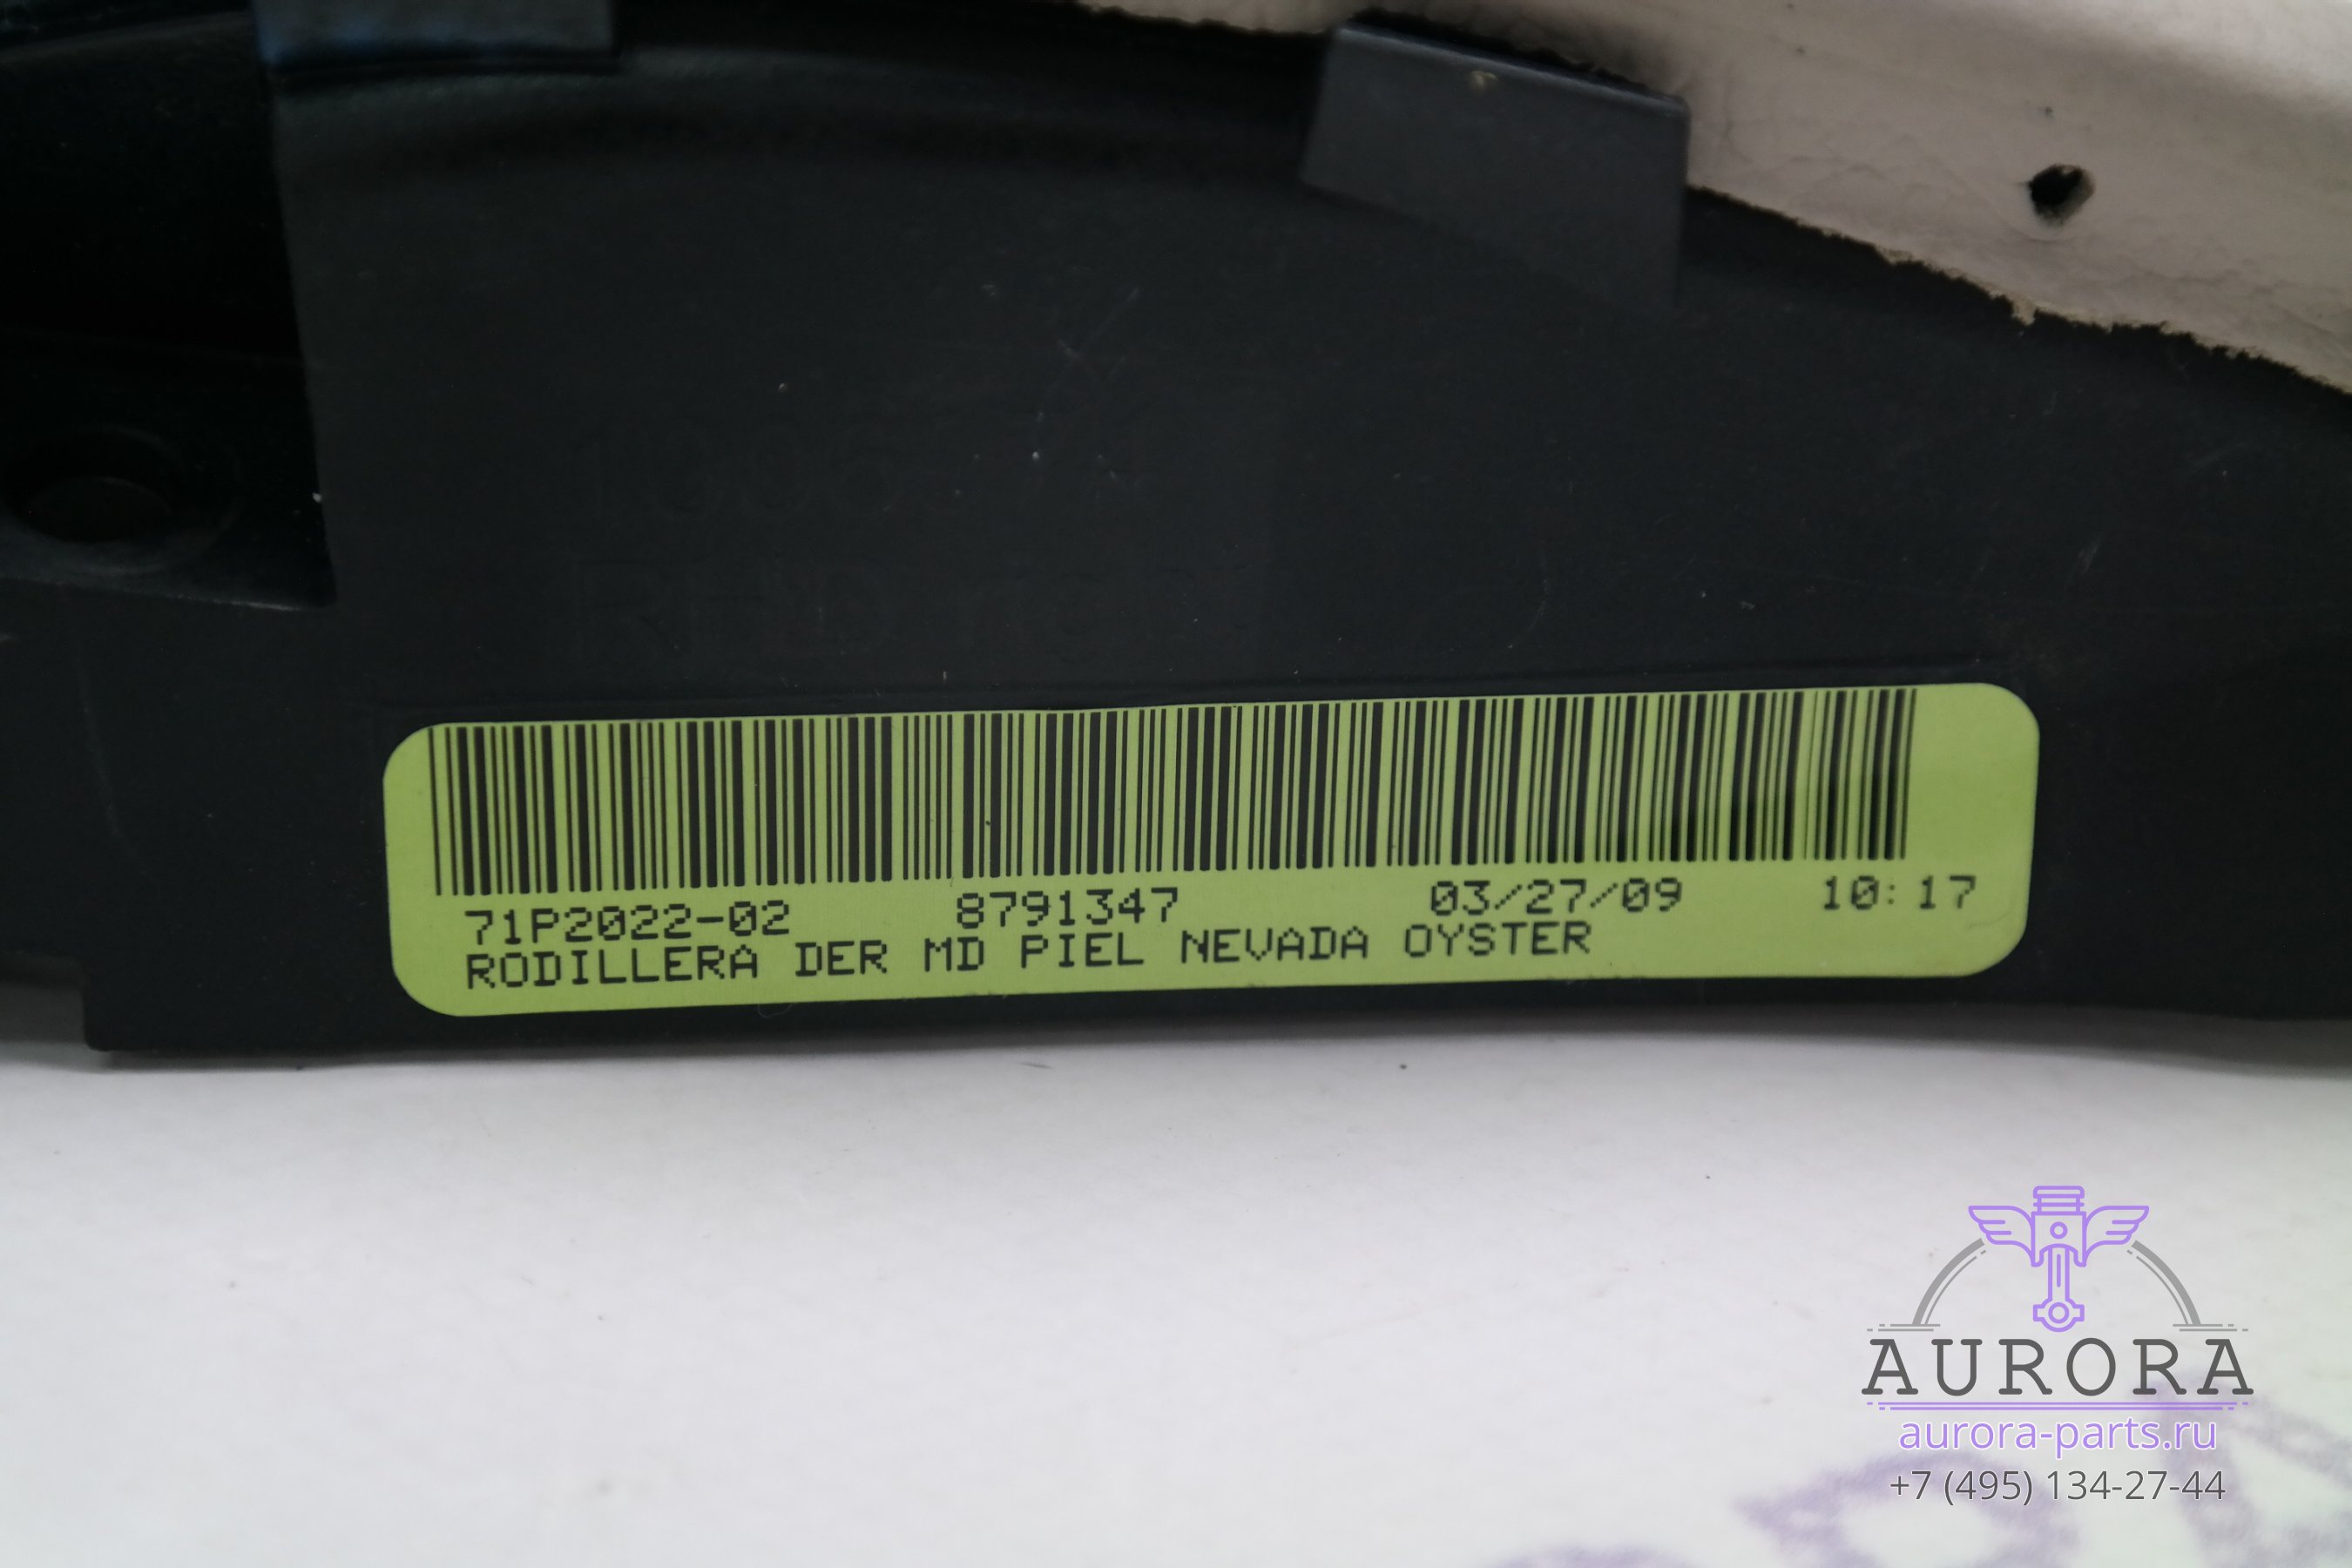 71P2022-02 8791347 03/27/09 10:17
RODILLERA DER MD PIEL NEVADA OYSTER
AURORA
aurora-parts.ru
+7 (495) 134-27-44